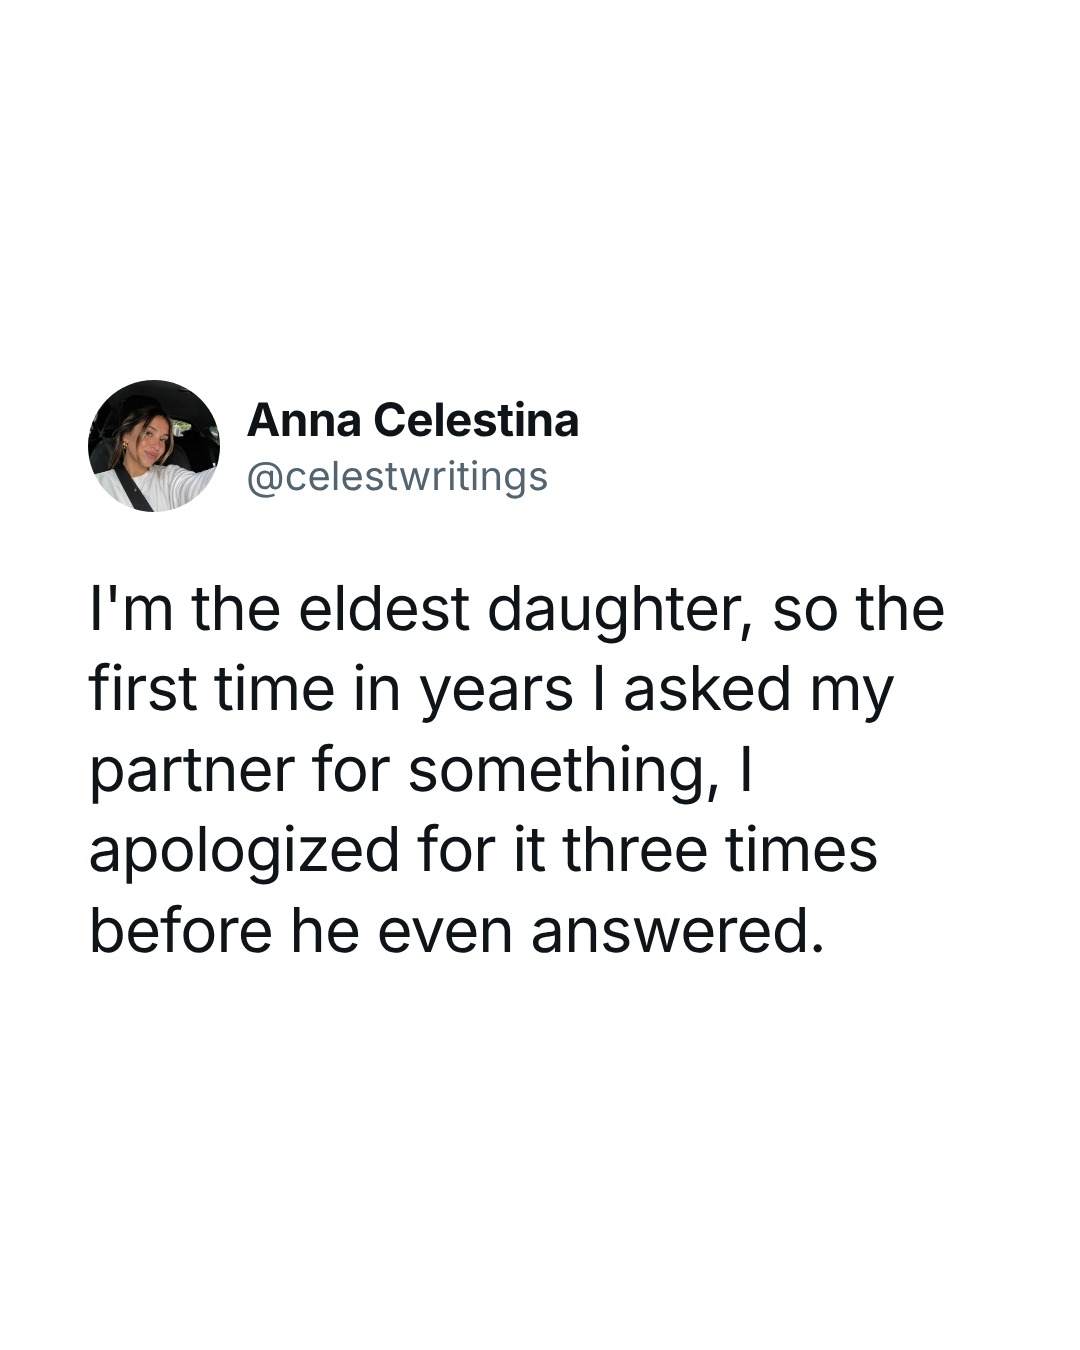 Anna Celestina
@celestwritings
I'm the eldest daughter, so the
first time in years I asked my
partner for something, I
apologized for it three times
before he even answered.